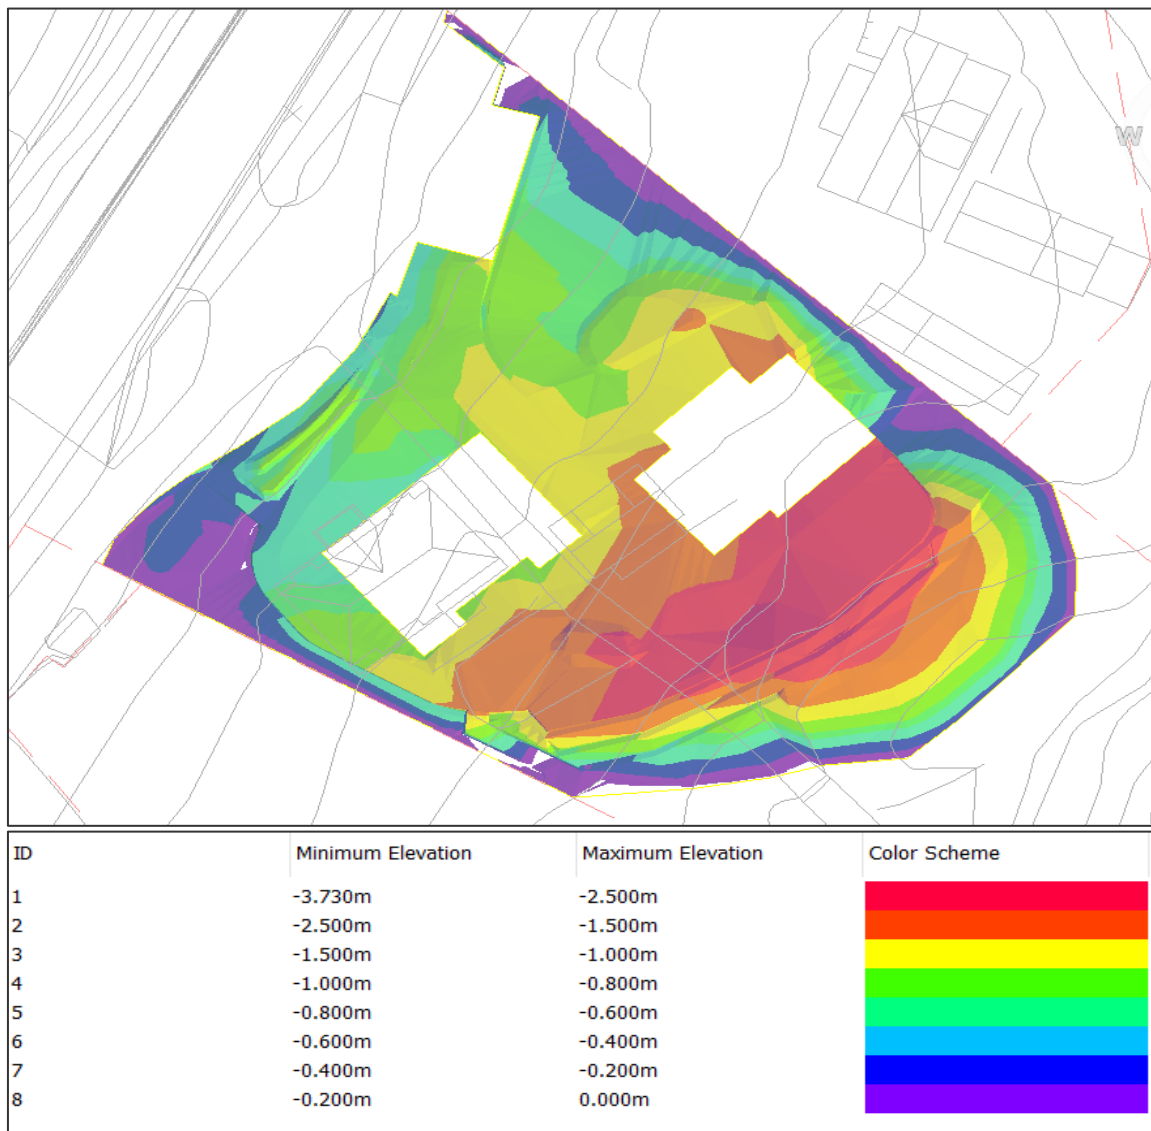 W
ID Minimum Elevation Maximum Elevation Color Scheme
1 -3.730m -2.500m
2 -2.500m -1.500m
3 -1.500m -1.000m
4 -1.000m -0.800m
5 -0.800m -0.600m
6 -0.600m -0.400m
7 -0.400m -0.200m
8 -0.200m 0.000m